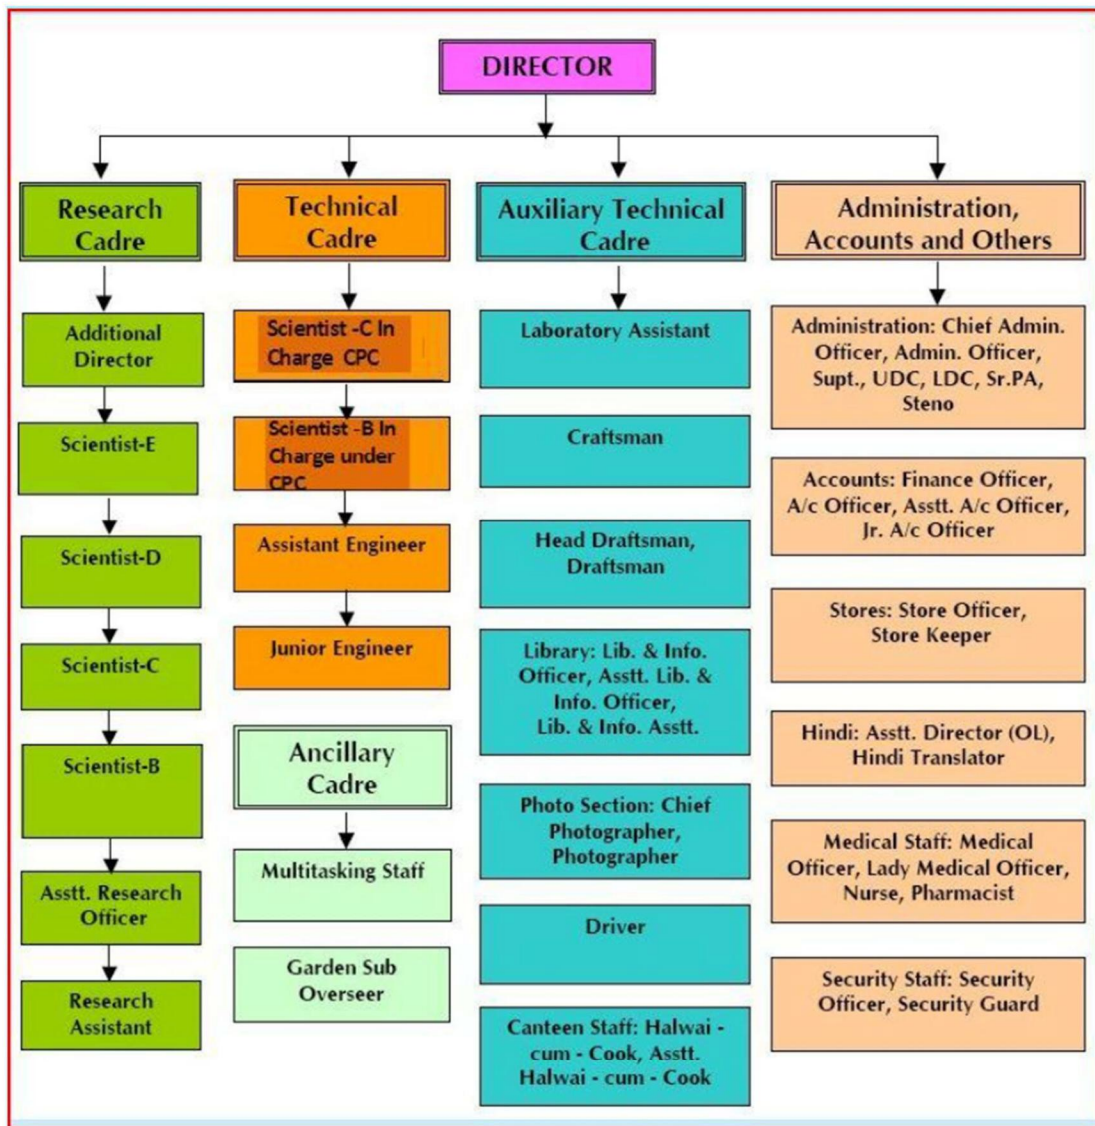 DIRECTOR
Research
Cadre
Additional
Director
Scientist-E
Scientist-D
Scientist-C
Scientist-B
Asstt. Research
Officer
Research
Assistant
Technical
Cadre
Scientist -C In
Charge CPC
Scientist -B In
Charge under
CPC
Assistant Engineer
Junior Engineer
Ancillary
Cadre
Multitasking Staff
Garden Sub
Overseer
Auxiliary Technical
Cadre
Laboratory Assistant
Craftsman
Head Draftsman,
Draftsman
Library: Lib. & Info.
Officer, Asstt. Lib. &
Info. Officer,
Lib. & Info. Asstt.
Photo Section: Chief
Photographer,
Photographer
Driver
Canteen Staff: Halwai -
cum - Cook, Asstt.
Halwai - cum - Cook
Administration,
Accounts and Others
Administration: Chief Admin.
Officer, Admin. Officer,
Supt., UDC, LDC, Sr.PA,
Steno
Accounts: Finance Officer,
A/c Officer, Asstt. A/c Officer,
Jr. A/c Officer
Stores: Store Officer,
Store Keeper
Hindi: Asstt. Director (OL),
Hindi Translator
Medical Staff: Medical
Officer, Lady Medical Officer,
Nurse, Pharmacist
Security Staff: Security
Officer, Security Guard